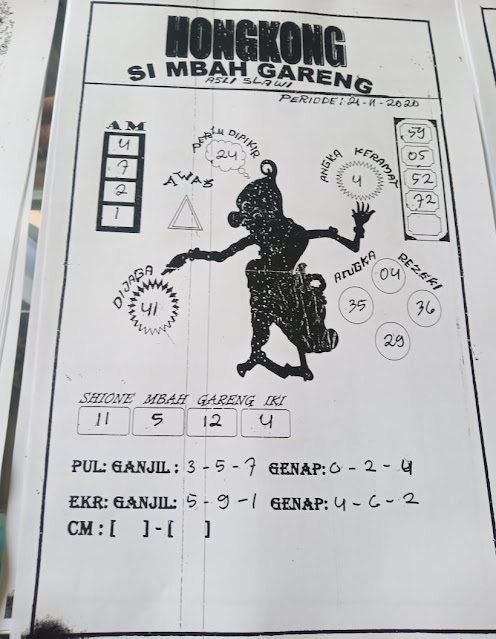 HONGKONG
SI MBAH GARENG
ASLI SLAWI
PERIODE: 21-11-2020
AM
4
7
2
1
PERLU DIPIKIR
24
AWAS
ANGKA KERAMAT
4
59
05
52
72
DIJAGA
41
ANGKA REZEKI
04
35
36
29
SHIONE MBAH GARENG IKI
11 5 12 4
PUL: GANJIL : 3 - 5 - 7 GENAP: 0 - 2 - 4
EKR: GANJIL: 5 - 9 - 1 GENAP: 4 - 6 - 2
CM : [ ] - [ ]